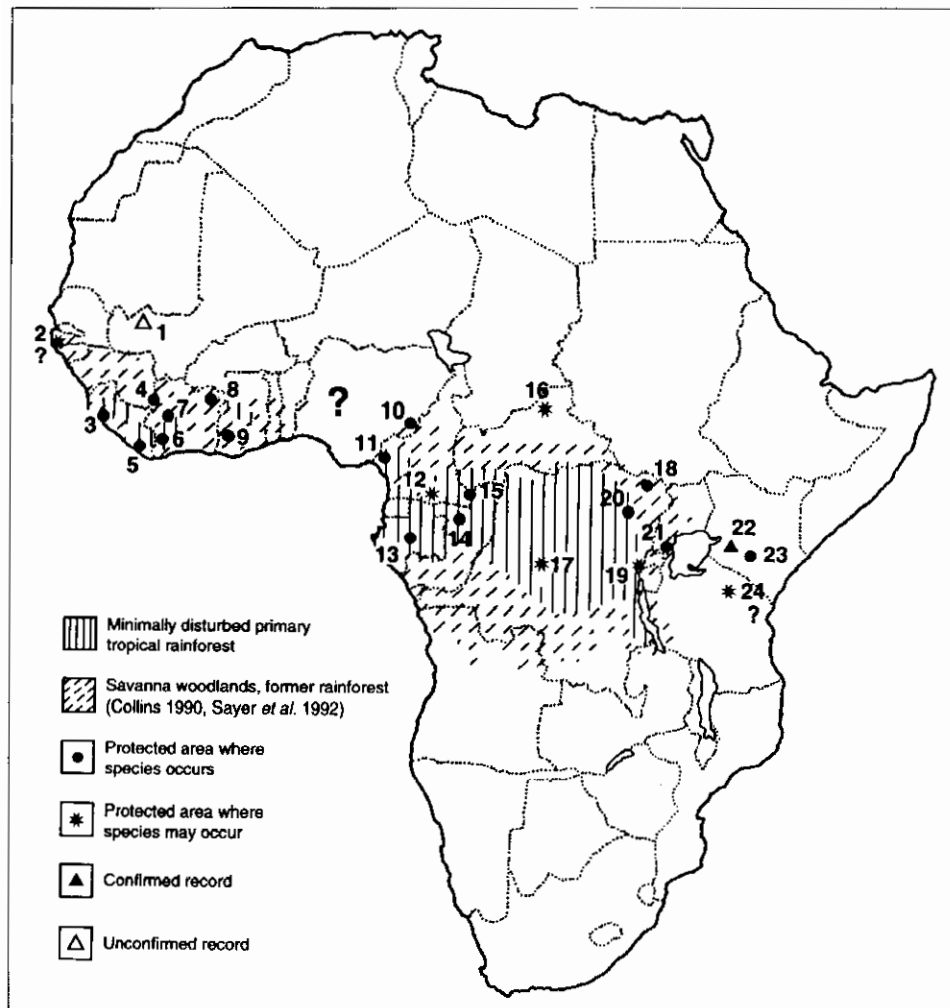 1
2
?
3
4
5
6
7
8
9
?
10
11
12
13
14
15
16
17
18
19
20
21
22
23
24
?
Minimally disturbed primary
tropical rainforest
Savanna woodlands, former rainforest
(Collins 1990, Sayer et al. 1992)
Protected area where
species occurs
Protected area where
species may occur
Confirmed record
Unconfirmed record